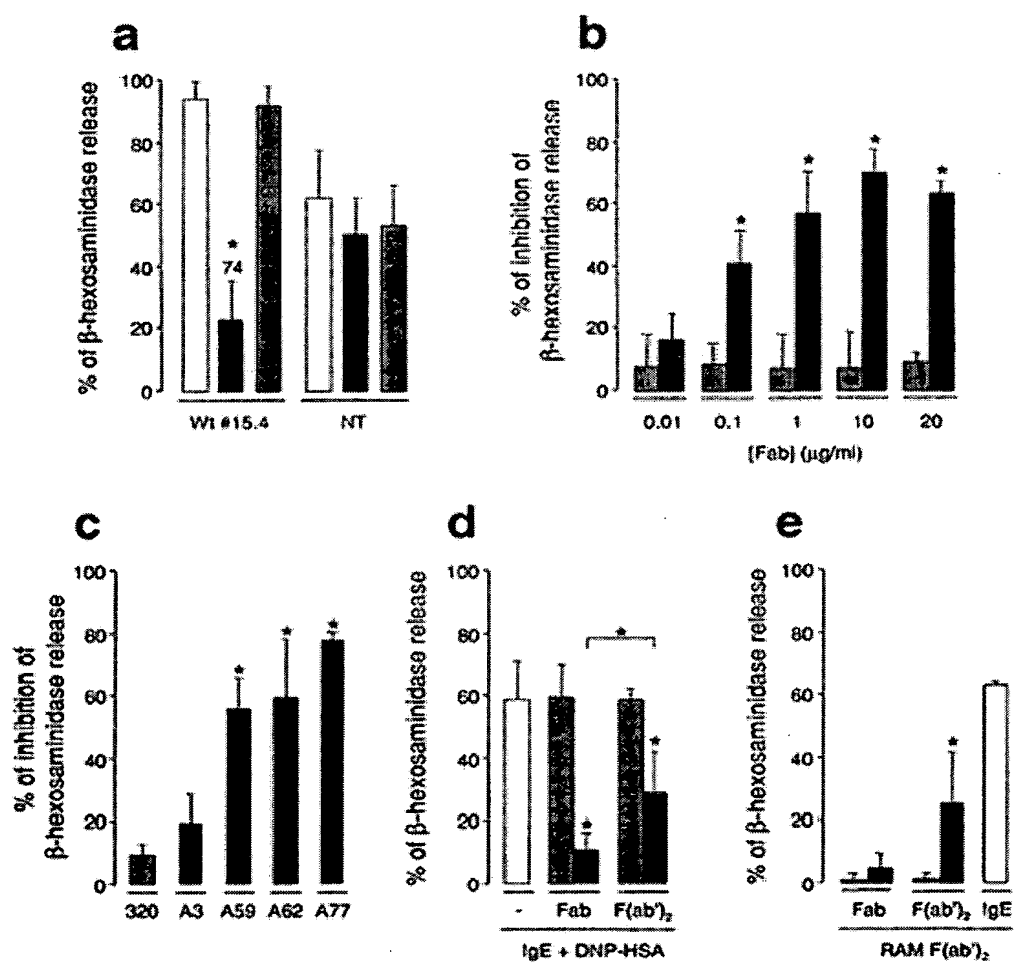 a
% of β-hexosaminidase release
100
80
60
40
20
0
*
74
Wt #15.4
NT
b
% of inhibition of
β-hexosaminidase release
100
80
60
40
20
0
*
*
*
*
0.01
0.1
1
10
20
[Fab] (μg/ml)
c
% of inhibition of
β-hexosaminidase release
100
80
60
40
20
0
*
*
*
320
A3
A59
A62
A77
d
% of β-hexosaminidase release
100
80
60
40
20
0
*
*
*
-
Fab
F(ab')₂
IgE + DNP-HSA
e
% of β-hexosaminidase release
100
80
60
40
20
0
*
Fab
F(ab')₂
IgE
RAM F(ab')₂